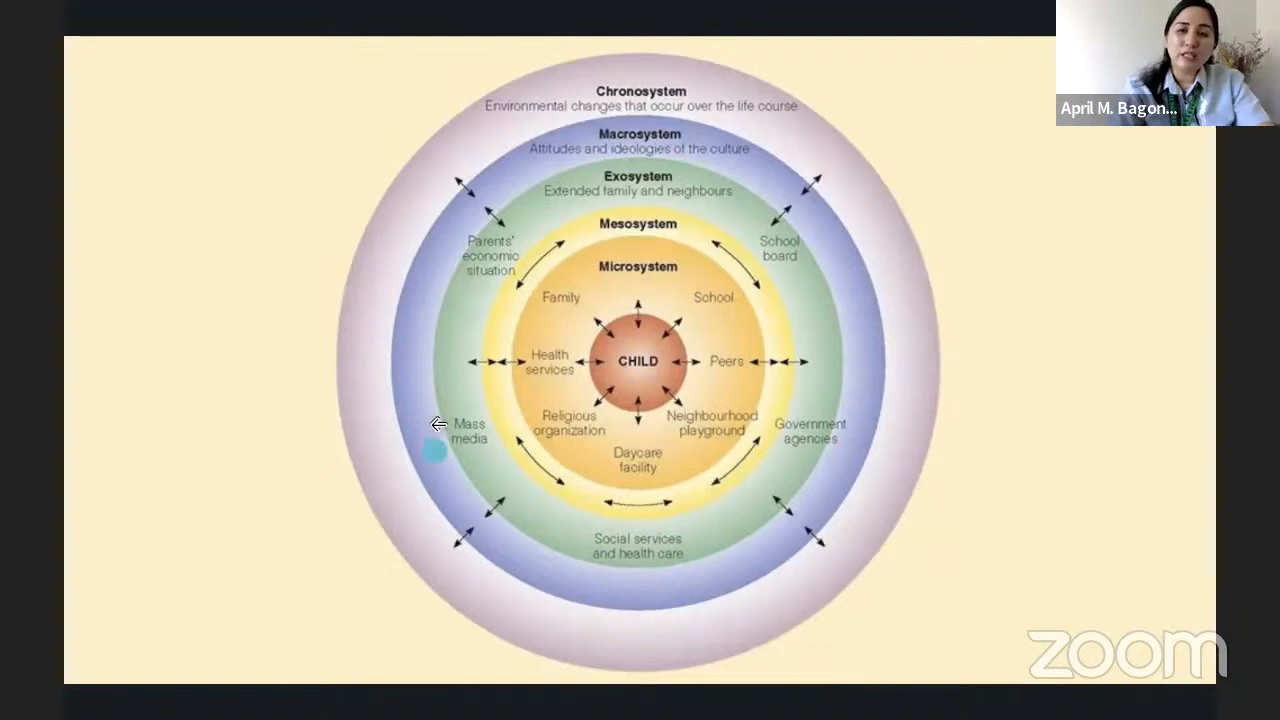 Chronosystem
Environmental changes that occur over the life course
Macrosystem
Attitudes and ideologies of the culture
Exosystem
Extended family and neighbours
Mesosystem
Parents'
economic
situation
School
board
Microsystem
Family
School
Health
services
CHILD
Peers
Religious
organization
Neighbourhood
playground
Mass
media
Government
agencies
Daycare
facility
Social services
and health care
April M. Bagon...
zoom